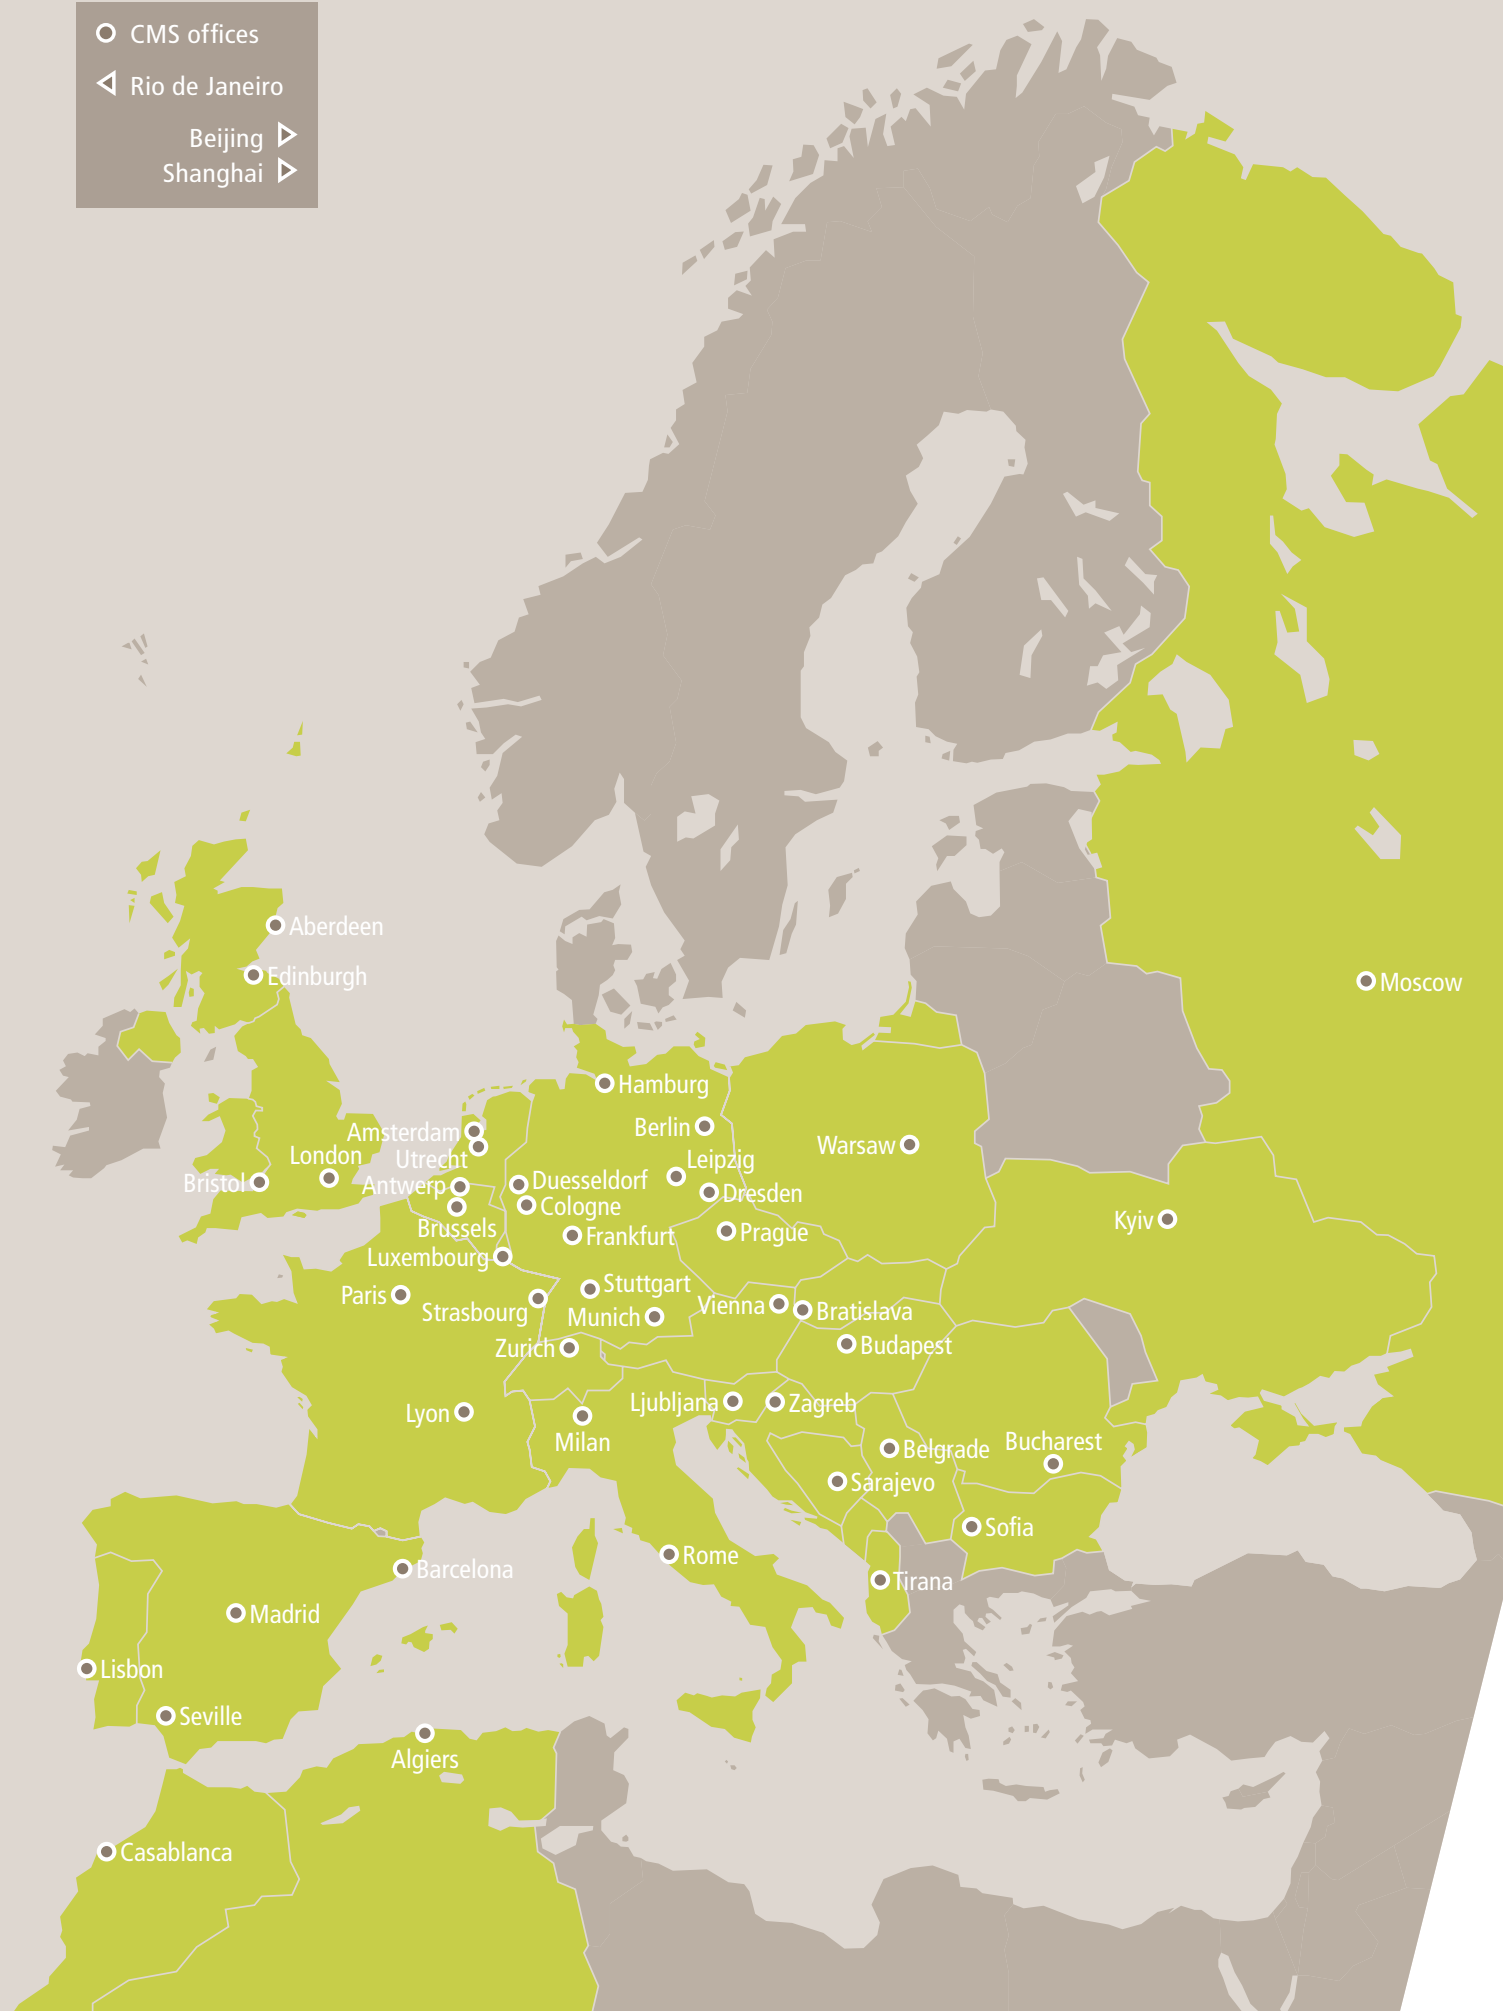 CMS offices
Rio de Janeiro
Beijing
Shanghai
Aberdeen
Edinburgh
Moscow
Hamburg
Berlin
Amsterdam
Warsaw
London
Utrecht
Leipzig
Bristol
Antwerp
Duesseldorf
Dresden
Cologne
Kyiv
Brussels
Frankfurt
Prague
Luxembourg
Stuttgart
Paris
Strasbourg
Vienna
Bratislava
Munich
Zurich
Budapest
Ljubljana
Zagreb
Lyon
Milan
Belgrade
Bucharest
Sarajevo
Sofia
Rome
Barcelona
Tirana
Madrid
Lisbon
Seville
Algiers
Casablanca